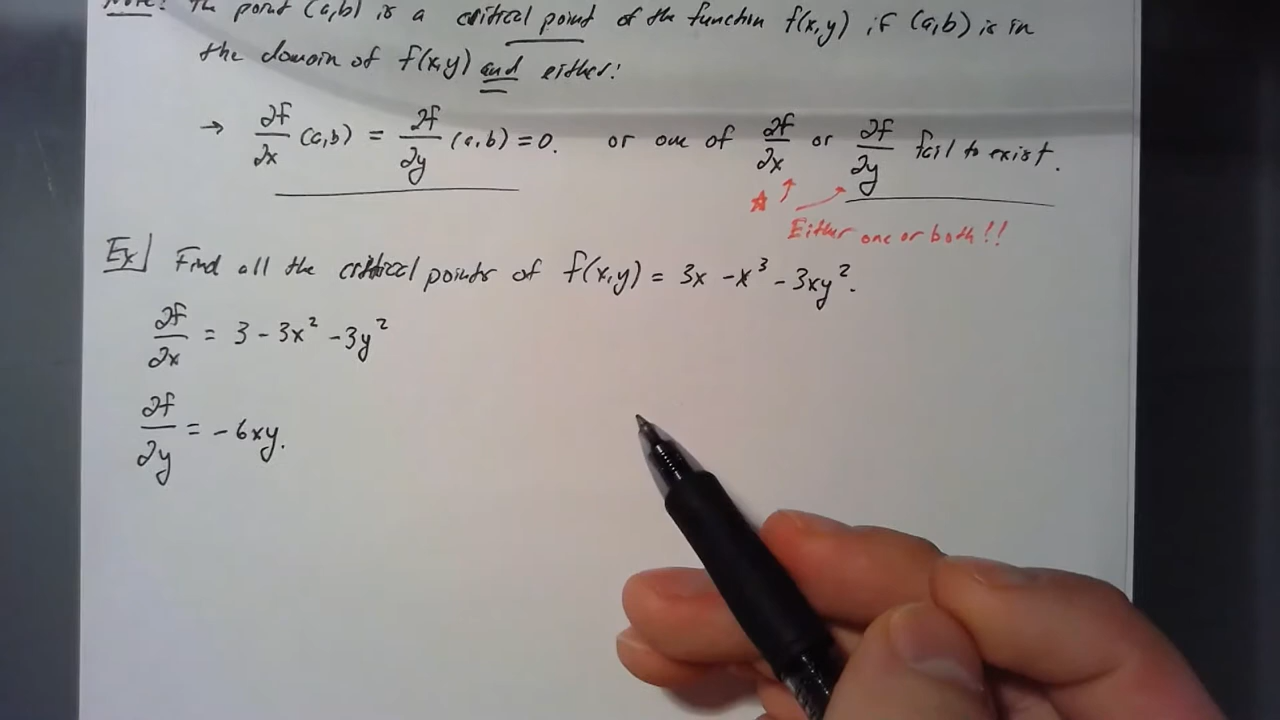 Note: The point (a,b) is a critical point of the function f(x,y) if (a,b) is in
the domain of f(x,y) and either:
→ ∂f/∂x (a,b) = ∂f/∂y (a,b) = 0. or one of ∂f/∂x or ∂f/∂y fail to exist.
☆ Either one or both!!
Ex] Find all the critical points of f(x,y) = 3x - x³ - 3xy².
∂f/∂x = 3 - 3x² - 3y²
∂f/∂y = -6xy.